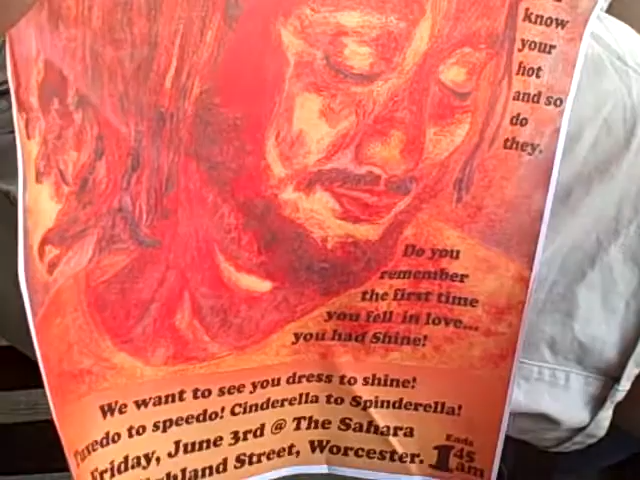 know
your
hot
and so
do
they.
Do you
remember
the first time
you fell in love...
you had Shine!
We want to see you dress to shine!
Tuxedo to speedo! Cinderella to Spinderella!
Friday, June 3rd @ The Sahara
Highland Street, Worcester.
Ends
1 45
am